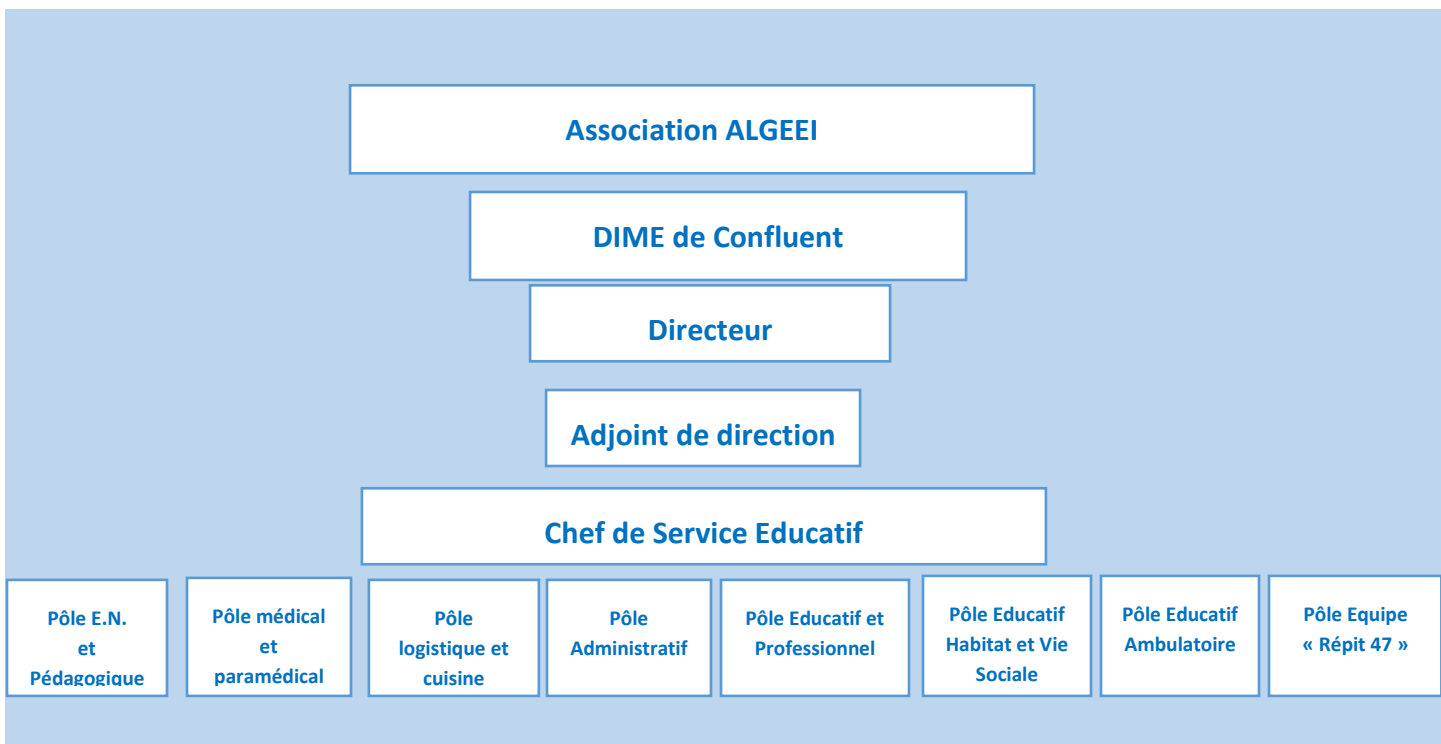 Association ALGEEI
DIME de Confluent
Directeur
Adjoint de direction
Chef de Service Educatif
Pôle E.N.
et
Pédagogique
Pôle médical
et
paramédical
Pôle
logistique et
cuisine
Pôle
Administratif
Pôle Educatif et
Professionnel
Pôle Educatif
Habitat et Vie
Sociale
Pôle Educatif
Ambulatoire
Pôle Equipe
« Répit 47 »